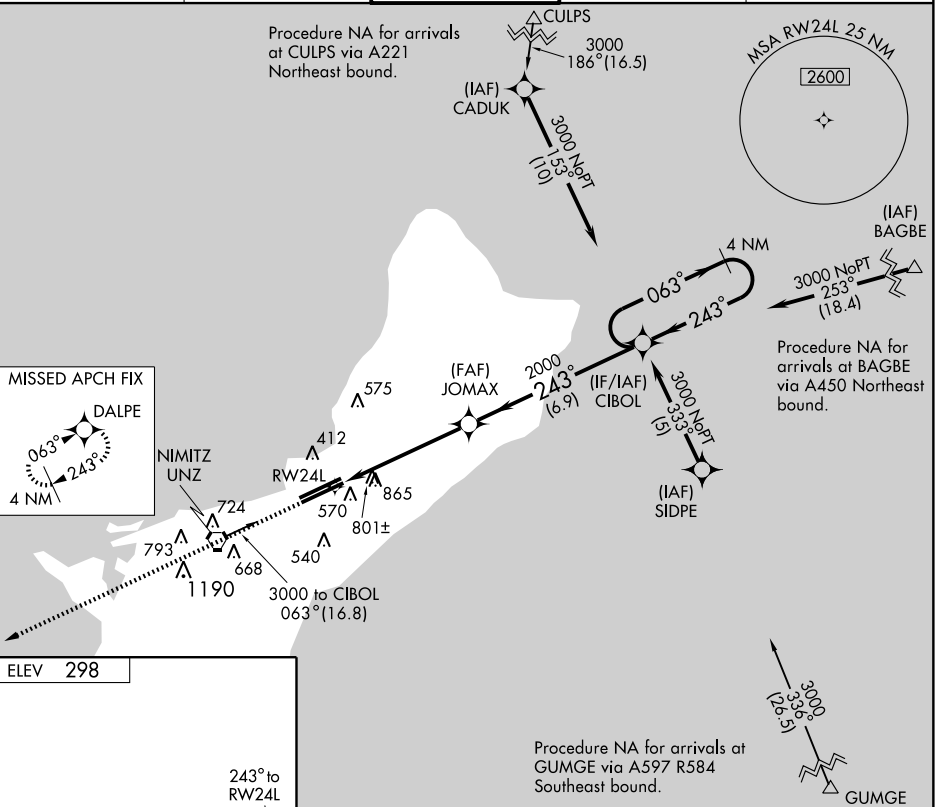 Procedure NA for arrivals
at CULPS via A221
Northeast bound.
CULPS
3000
186°(16.5)
(IAF)
CADUK
3000 NoPT
153°
(10)
MSA RW24L 25 NM
2600
(IAF)
BAGBE
3000 NoPT
253°
(18.4)
Procedure NA for
arrivals at BAGBE
via A450 Northeast
bound.
4 NM
063°
243°
(IF/IAF)
CIBOL
2000
243°
(6.9)
(FAF)
JOMAX
3000 NoPT
333°
(5)
(IAF)
SIDPE
MISSED APCH FIX
DALPE
063°
243°
4 NM
575
412
RW24L
570
865
801±
NIMITZ
UNZ
724
793
668
540
1190
3000 to CIBOL
063°(16.8)
ELEV 298
243° to
RW24L
Procedure NA for arrivals at
GUMGE via A597 R584
Southeast bound.
3000
336°
(26.5)
GUMGE